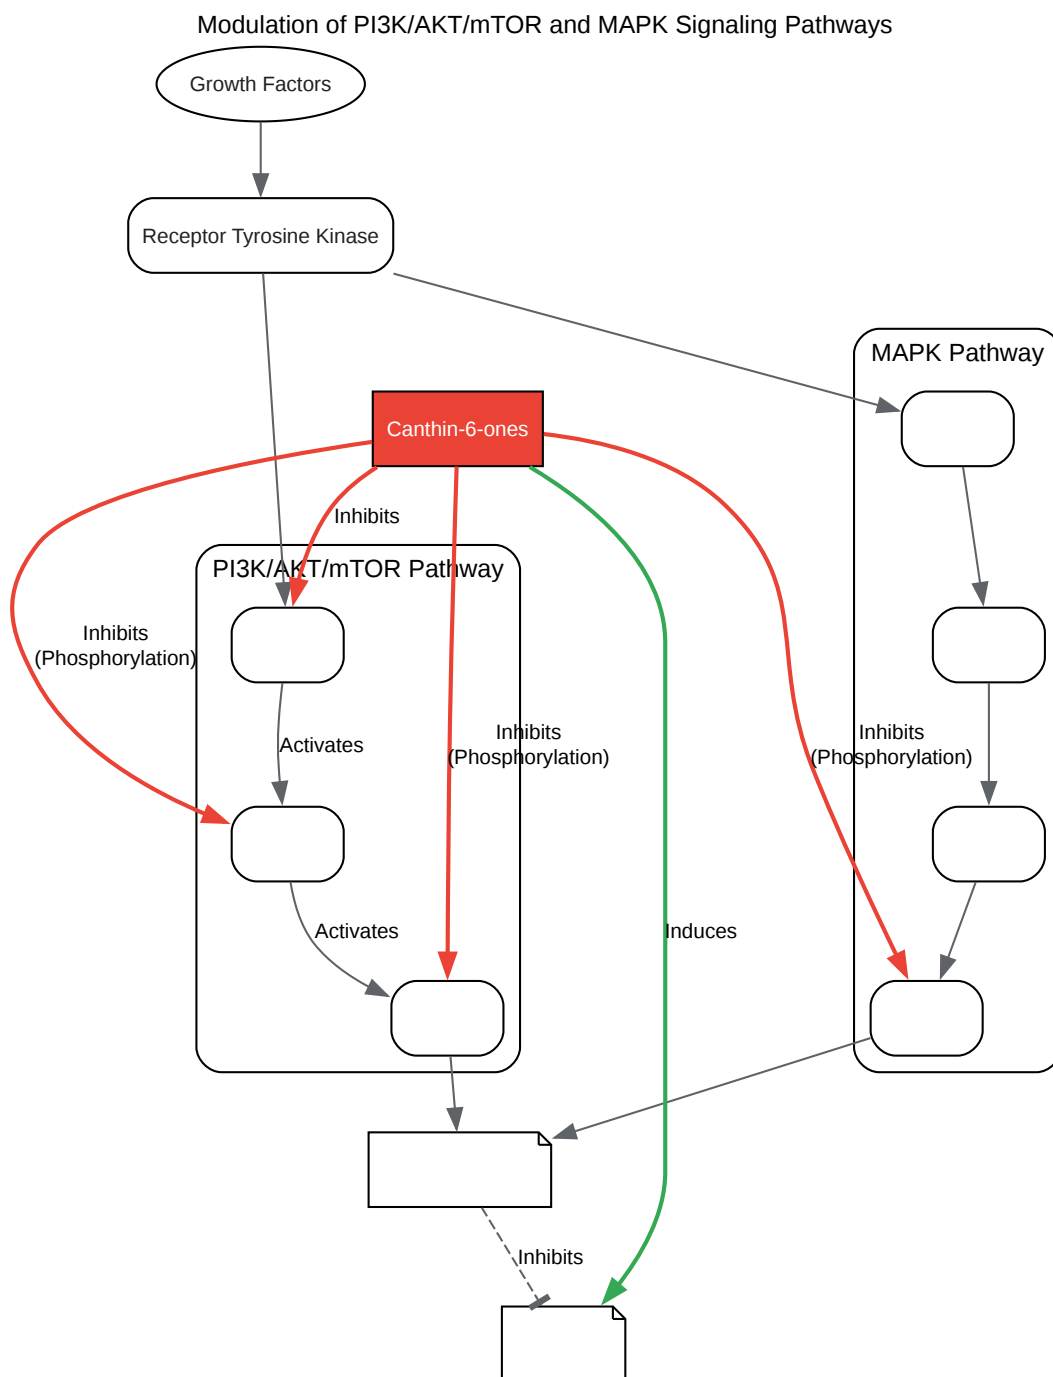 Modulation of PI3K/AKT/mTOR and MAPK Signaling Pathways
Growth Factors
Receptor Tyrosine Kinase
MAPK Pathway
Canthin-6-ones
Inhibits
PI3K/AKT/mTOR Pathway
Inhibits
(Phosphorylation)
Activates
Inhibits
(Phosphorylation)
Inhibits
(Phosphorylation)
Activates
Induces
Inhibits